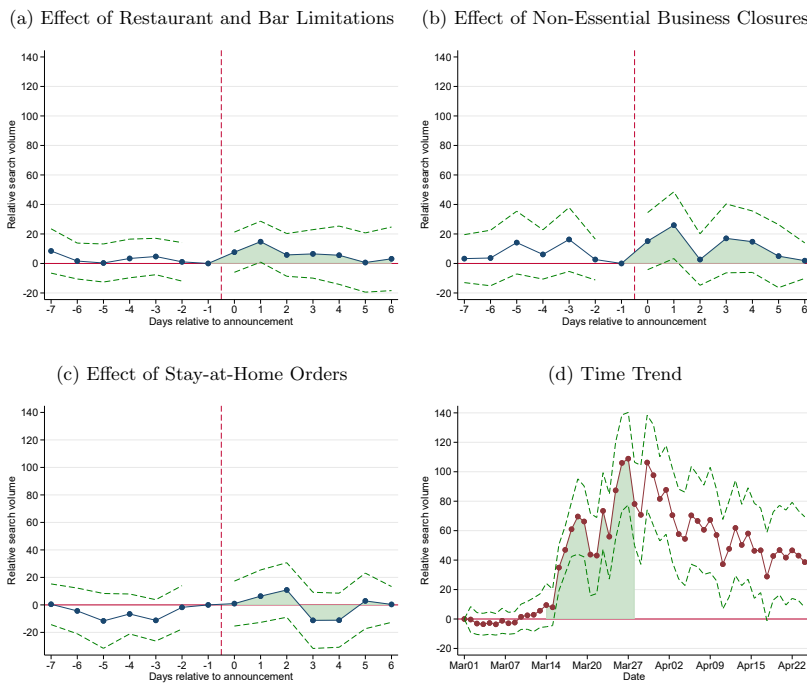 (a) Effect of Restaurant and Bar Limitations
140
120
100
80
60
40
20
0
-20
Relative search volume
-7 -6 -5 -4 -3 -2 -1 0 1 2 3 4 5 6
Days relative to announcement
(b) Effect of Non-Essential Business Closures
140
120
100
80
60
40
20
0
-20
Relative search volume
-7 -6 -5 -4 -3 -2 -1 0 1 2 3 4 5 6
Days relative to announcement
(c) Effect of Stay-at-Home Orders
140
120
100
80
60
40
20
0
-20
Relative search volume
-7 -6 -5 -4 -3 -2 -1 0 1 2 3 4 5 6
Days relative to announcement
(d) Time Trend
140
120
100
80
60
40
20
0
-20
Relative search volume
Mar01 Mar07 Mar14 Mar20 Mar27 Apr02 Apr09 Apr15 Apr22
Date